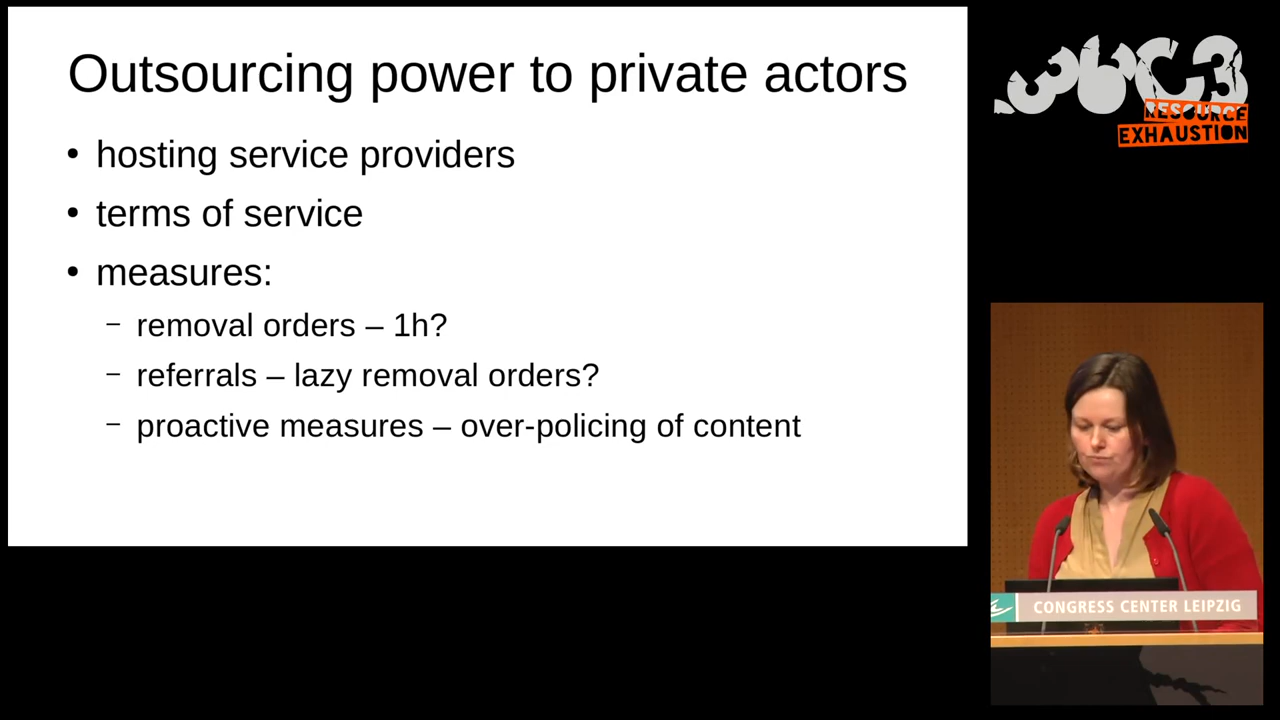 Outsourcing power to private actors
• hosting service providers
• terms of service
• measures:
– removal orders – 1h?
– referrals – lazy removal orders?
– proactive measures – over-policing of content
36C3
RESOURCE
EXHAUSTION
CONGRESS CENTER LEIPZIG